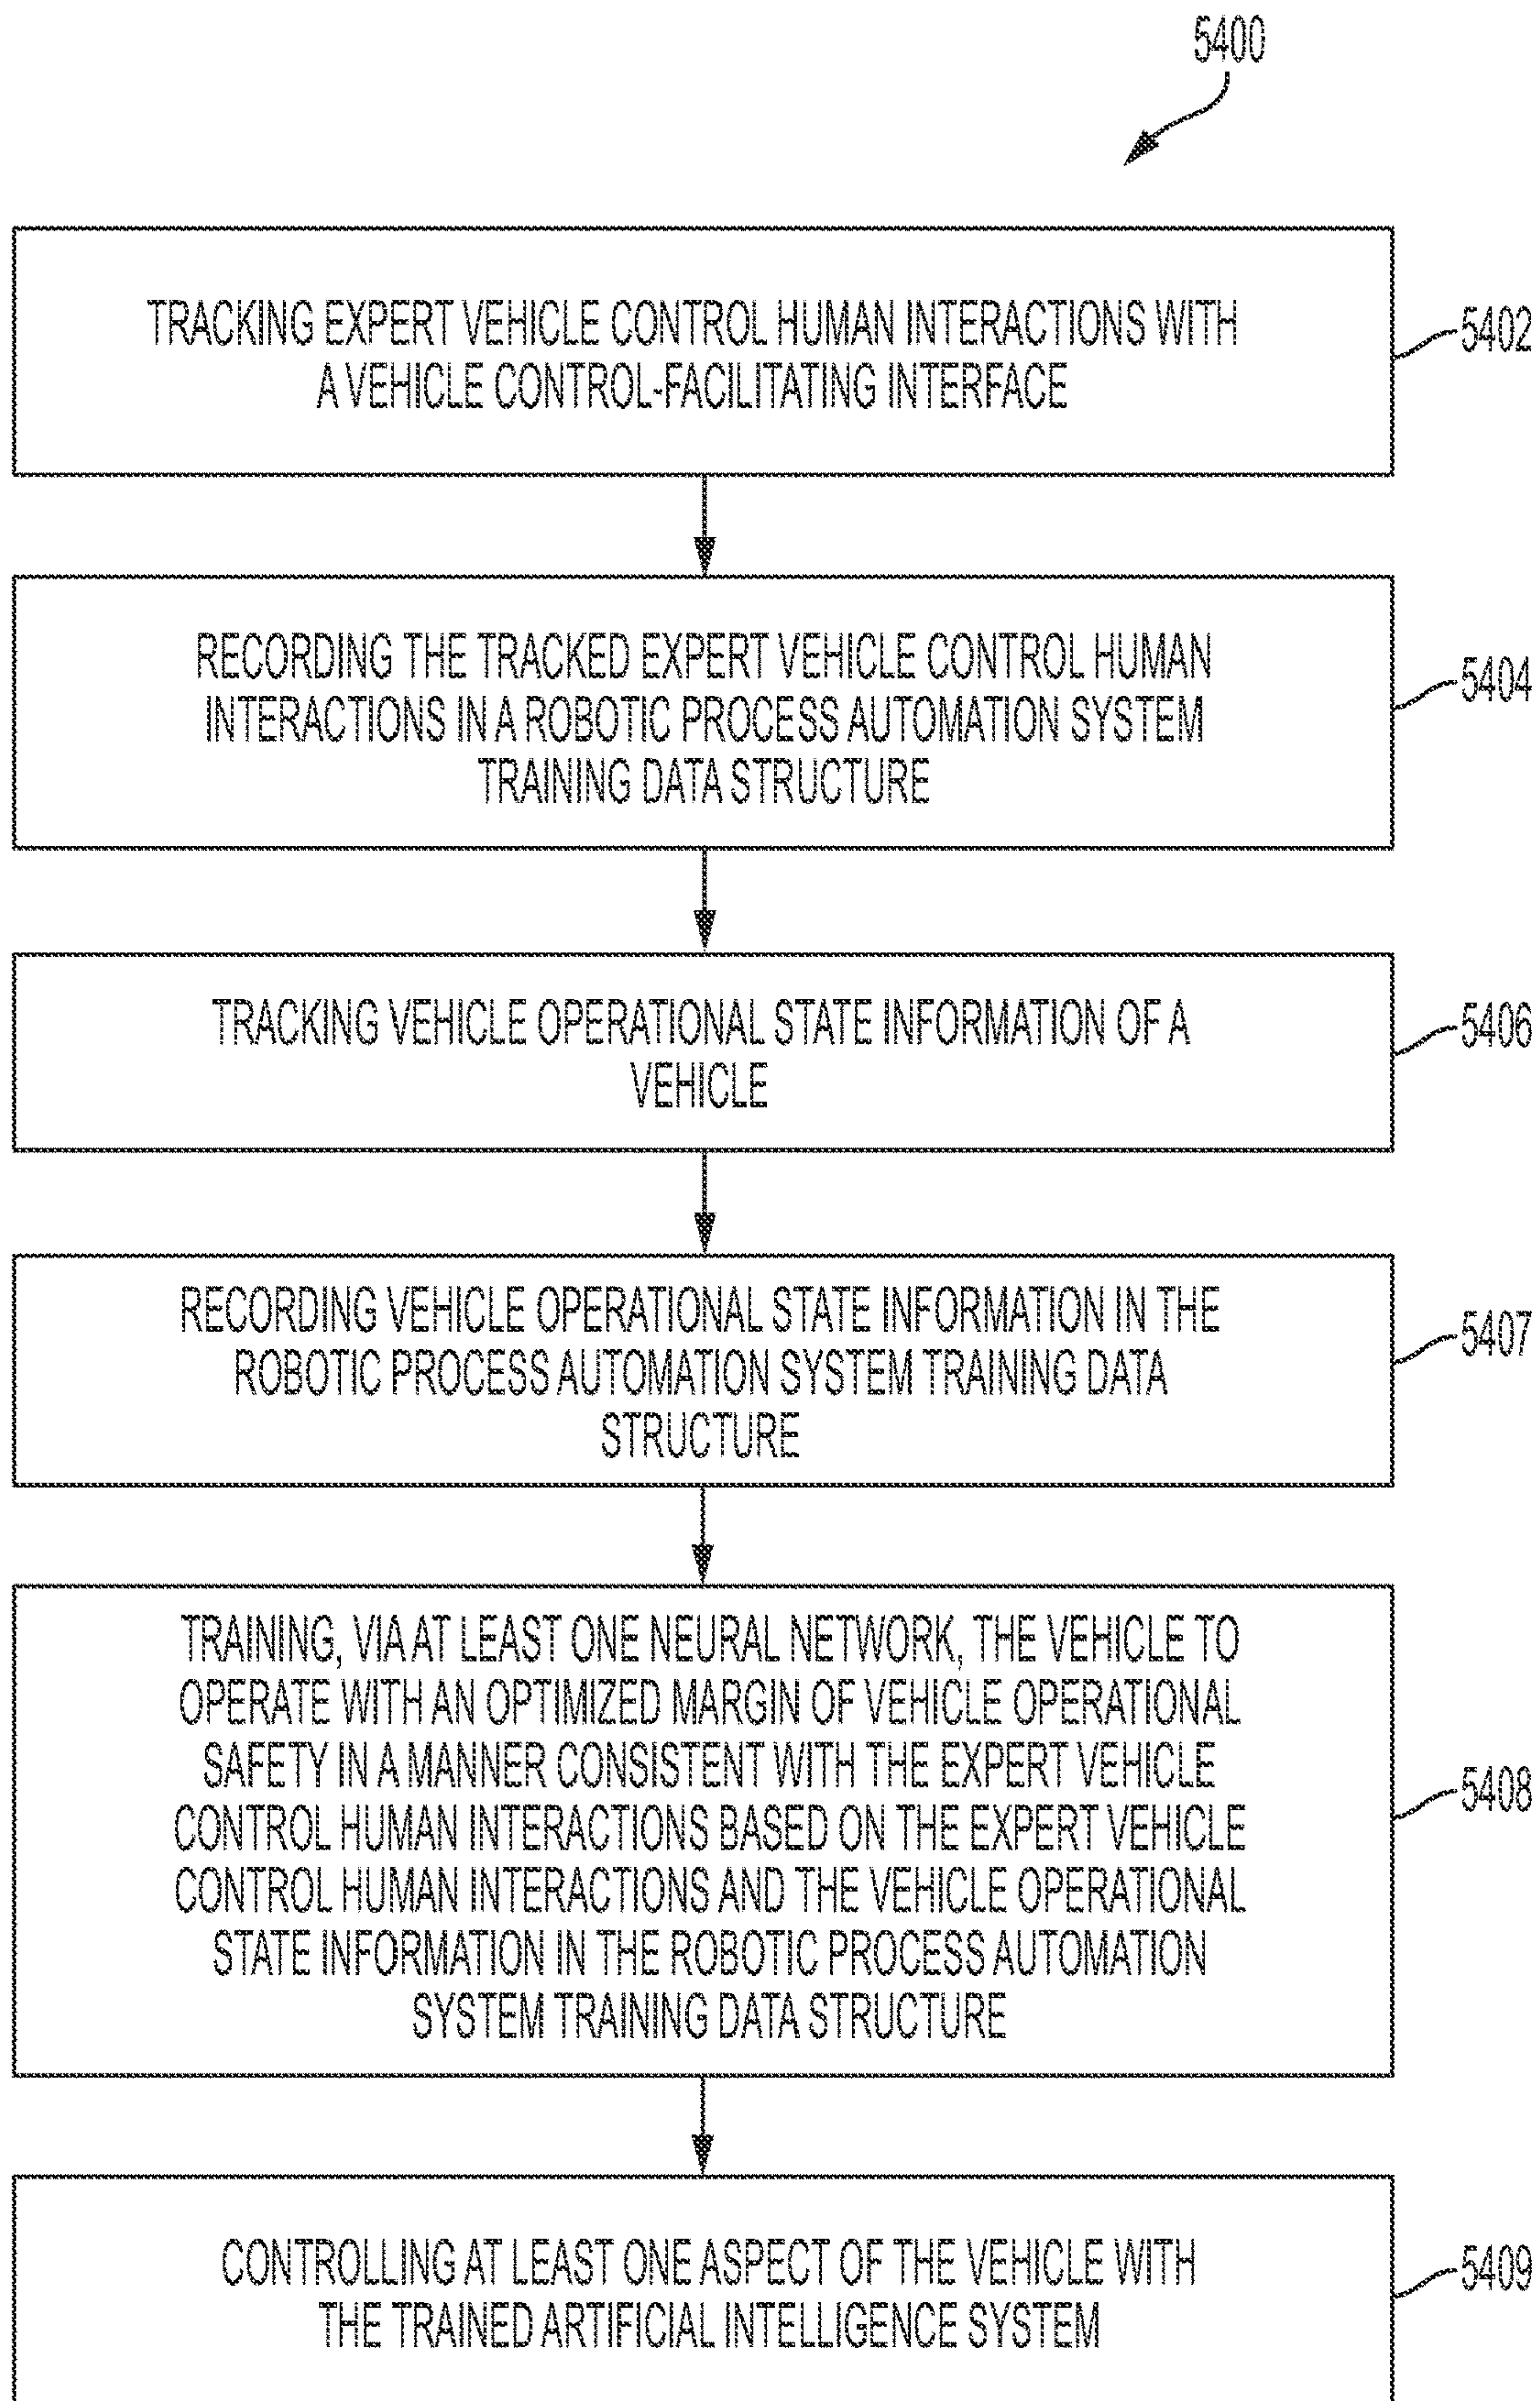 5400
TRACKING EXPERT VEHICLE CONTROL HUMAN INTERACTIONS WITH
A VEHICLE CONTROL-FACILITATING INTERFACE
5402
RECORDING THE TRACKED EXPERT VEHICLE CONTROL HUMAN
INTERACTIONS IN A ROBOTIC PROCESS AUTOMATION SYSTEM
TRAINING DATA STRUCTURE
5404
TRACKING VEHICLE OPERATIONAL STATE INFORMATION OF A
VEHICLE
5406
RECORDING VEHICLE OPERATIONAL STATE INFORMATION IN THE
ROBOTIC PROCESS AUTOMATION SYSTEM TRAINING DATA
STRUCTURE
5407
TRAINING, VIA AT LEAST ONE NEURAL NETWORK, THE VEHICLE TO
OPERATE WITH AN OPTIMIZED MARGIN OF VEHICLE OPERATIONAL
SAFETY IN A MANNER CONSISTENT WITH THE EXPERT VEHICLE
CONTROL HUMAN INTERACTIONS BASED ON THE EXPERT VEHICLE
CONTROL HUMAN INTERACTIONS AND THE VEHICLE OPERATIONAL
STATE INFORMATION IN THE ROBOTIC PROCESS AUTOMATION
SYSTEM TRAINING DATA STRUCTURE
5408
CONTROLLING AT LEAST ONE ASPECT OF THE VEHICLE WITH
THE TRAINED ARTIFICIAL INTELLIGENCE SYSTEM
5409